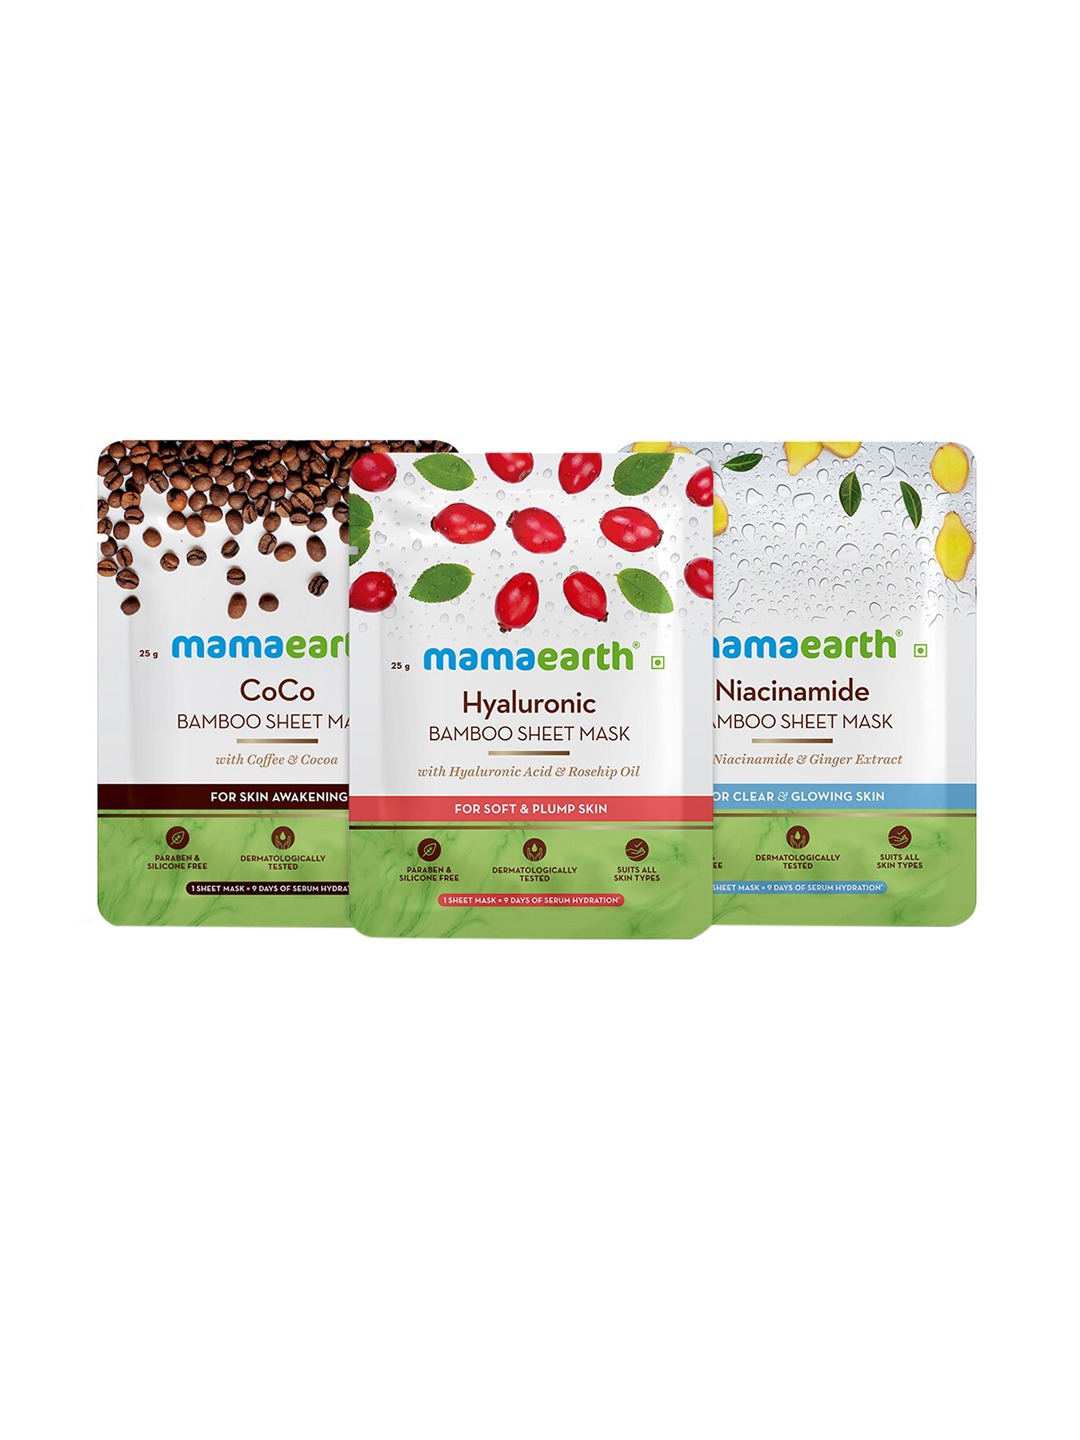 25 g
mamaeart
CoCo
BAMBOO SHEET MA
with Coffee & Cocoa
FOR SKIN AWAKENING
PARABEN &
SILICONE FREE
DERMATOLOGICALLY
TESTED
1 SHEET MASK = 9 DAYS OF SERUM HYDRAT
25 g
mamaearth®
Hyaluronic
BAMBOO SHEET MASK
with Hyaluronic Acid & Rosehip Oil
FOR SOFT & PLUMP SKIN
PARABEN &
SILICONE FREE
DERMATOLOGICALLY
TESTED
SUITS ALL
SKIN TYPES
1 SHEET MASK = 9 DAYS OF SERUM HYDRATION*
amaearth®
Niacinamide
MBOO SHEET MASK
Niacinamide & Ginger Extract
OR CLEAR & GLOWING SKIN
&
EE
DERMATOLOGICALLY
TESTED
SUITS ALL
SKIN TYPES
SHEET MASK = 9 DAYS OF SERUM HYDRATION*